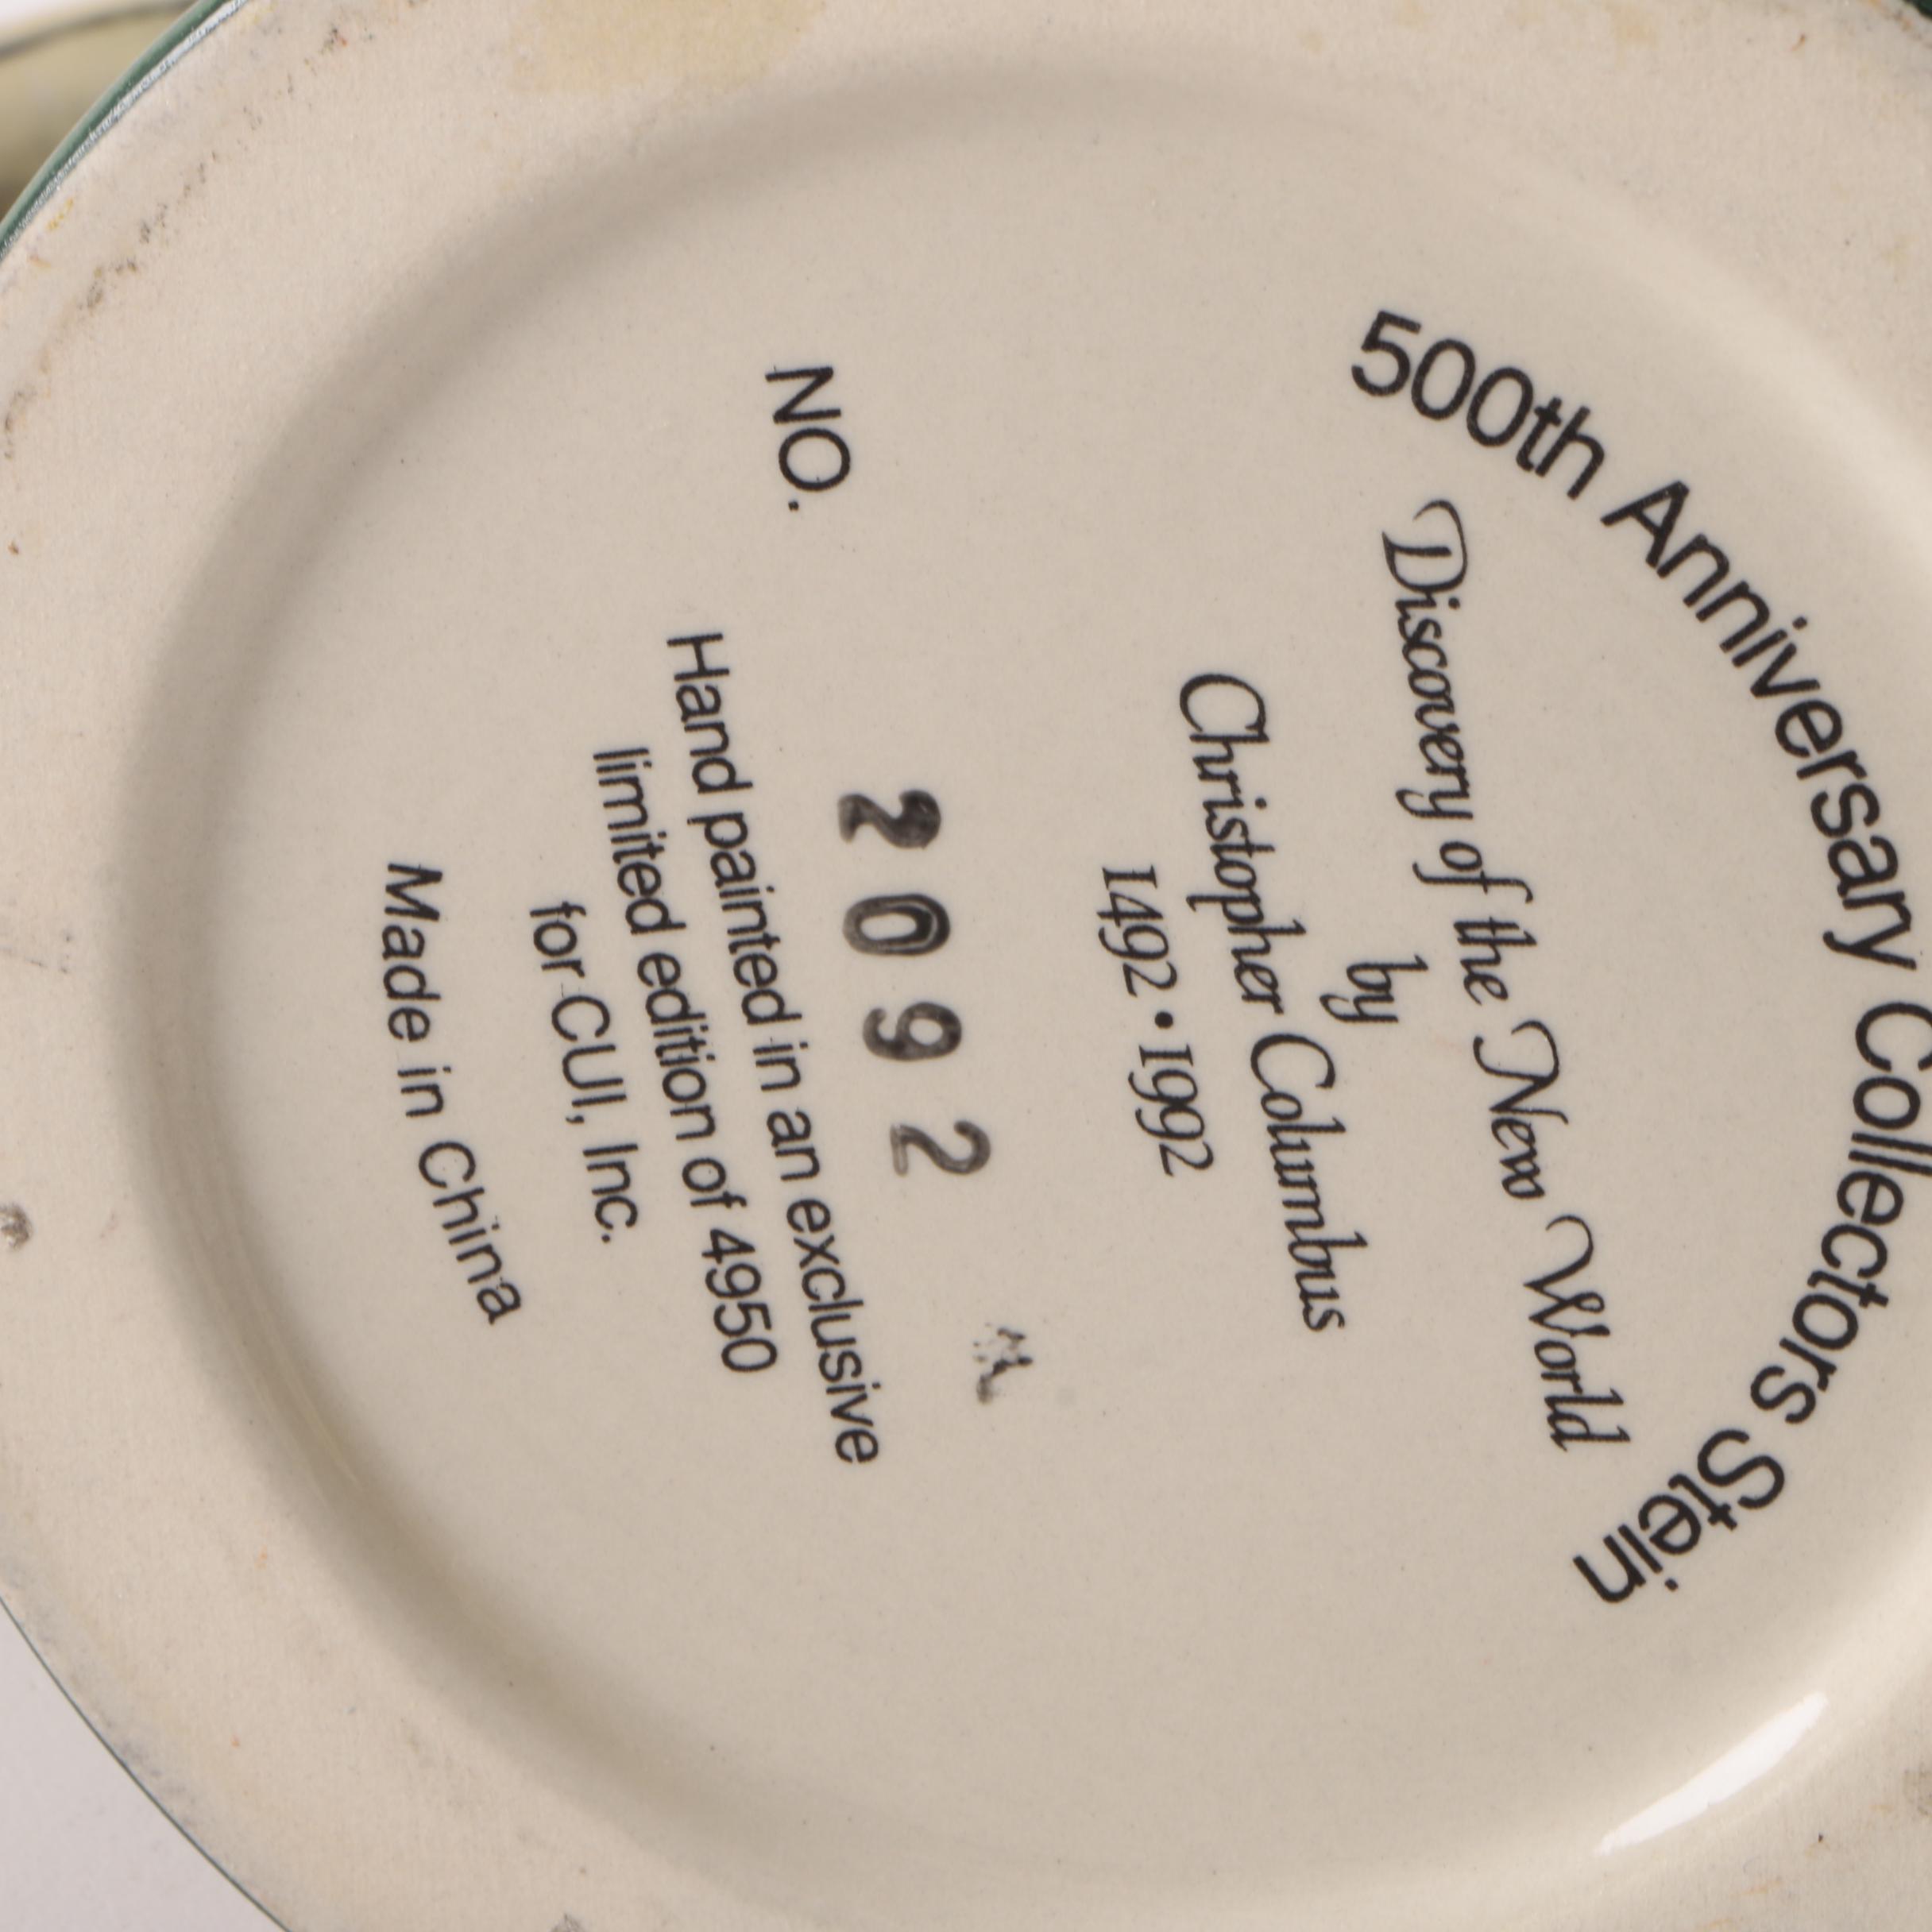 500th Anniversary Collectors Stein
Discovery of the New World
by
Christopher Columbus
1492 • 1992
NO. 2092
Hand painted in an exclusive
limited edition of 4950
for CUI, Inc.
Made in China